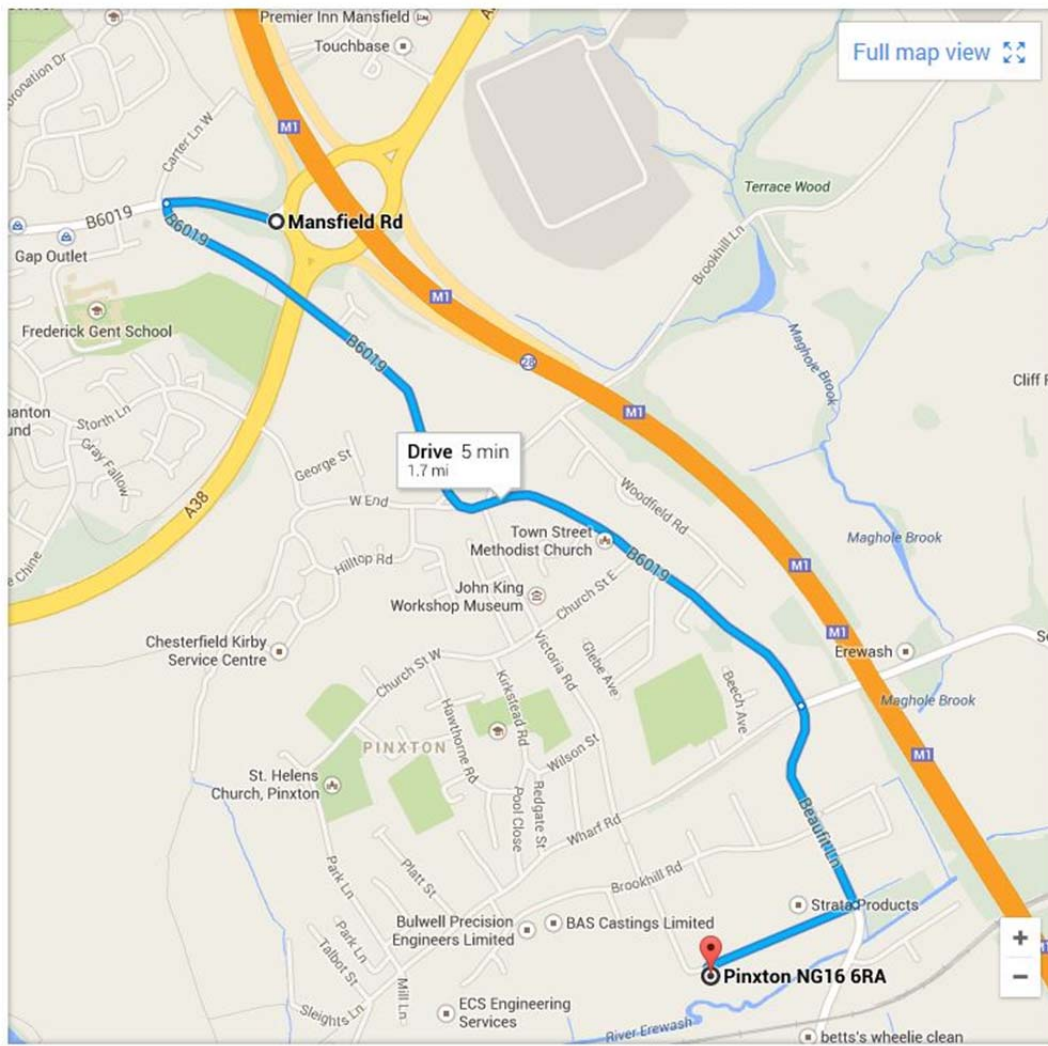 Premier Inn Mansfield
Touchbase
Full map view
M1
Carter Ln W
Terrace Wood
B6019
Mansfield Rd
B6019
Gap Outlet
Brookhill Ln
M1
Frederick Gent School
B6019
Maghole Brook
28
M1
Storth Ln
Gray Fallow
George St
Drive 5 min
1.7 mi
A38
W End
Woodfield Rd
Town Street
Methodist Church
Maghole Brook
Hilltop Rd
B6019
M1
John King
Workshop Museum
Church St E
Chesterfield Kirby
Service Centre
M1
Erewash
Church St W
Victoria Rd
Glebe Ave
Kirkstead Rd
Beech Ave
Maghole Brook
Hawthorne Rd
PINXTON
Wilson St
M1
St. Helens
Church, Pinxton
Pool Close
Redgate St
Wharf Rd
Beaufit Ln
Park Ln
Platt St
Brookhill Rd
Strata Products
Bulwell Precision
Engineers Limited
BAS Castings Limited
Park Ln
Talbot St
Mill Ln
Pinxton NG16 6RA
Sleights Ln
ECS Engineering
Services
River Erewash
betts's wheelie clean
+
−